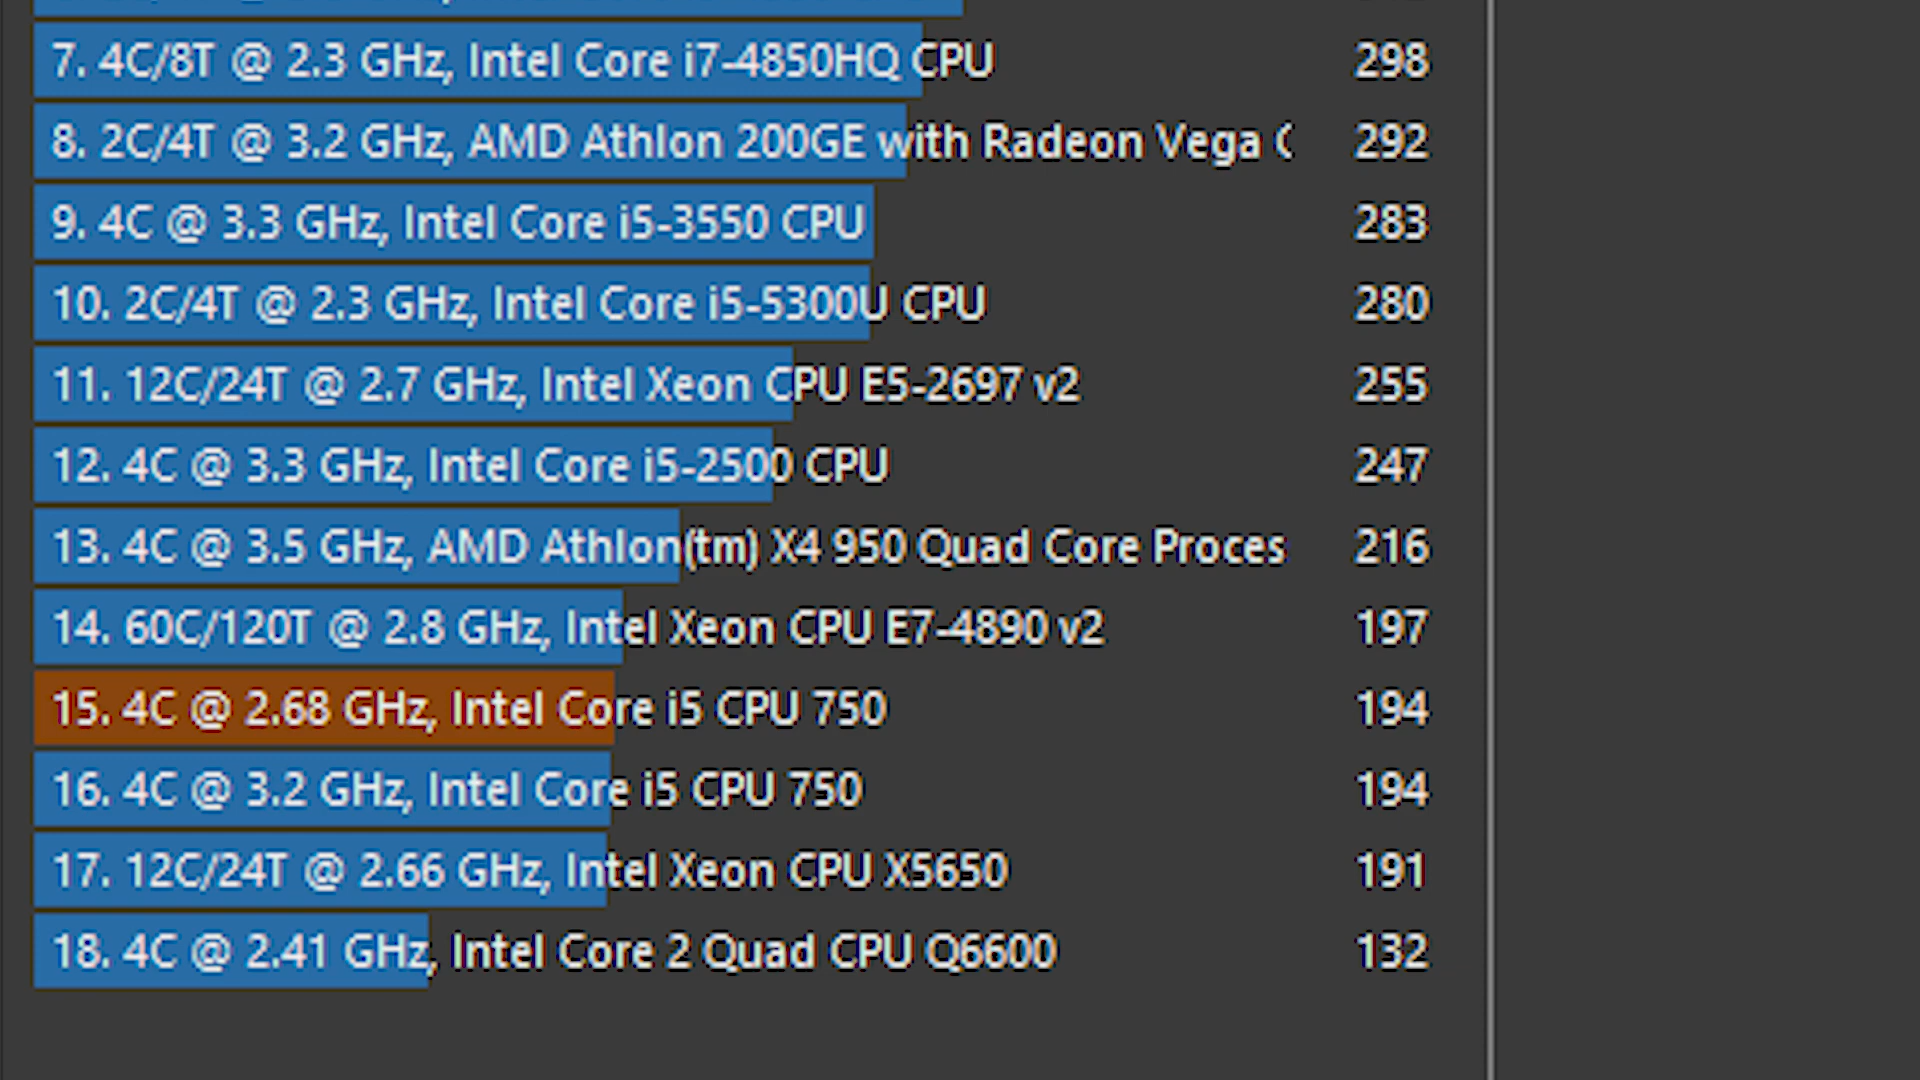 7. 4C/8T @ 2.3 GHz, Intel Core i7-4850HQ CPU 298
8. 2C/4T @ 3.2 GHz, AMD Athlon 200GE with Radeon Vega 292
9. 4C @ 3.3 GHz, Intel Core i5-3550 CPU 283
10. 2C/4T @ 2.3 GHz, Intel Core i5-5300U CPU 280
11. 12C/24T @ 2.7 GHz, Intel Xeon CPU E5-2697 v2 255
12. 4C @ 3.3 GHz, Intel Core i5-2500 CPU 247
13. 4C @ 3.5 GHz, AMD Athlon(tm) X4 950 Quad Core Proces 216
14. 60C/120T @ 2.8 GHz, Intel Xeon CPU E7-4890 v2 197
15. 4C @ 2.68 GHz, Intel Core i5 CPU 750 194
16. 4C @ 3.2 GHz, Intel Core i5 CPU 750 194
17. 12C/24T @ 2.66 GHz, Intel Xeon CPU X5650 191
18. 4C @ 2.41 GHz, Intel Core 2 Quad CPU Q6600 132